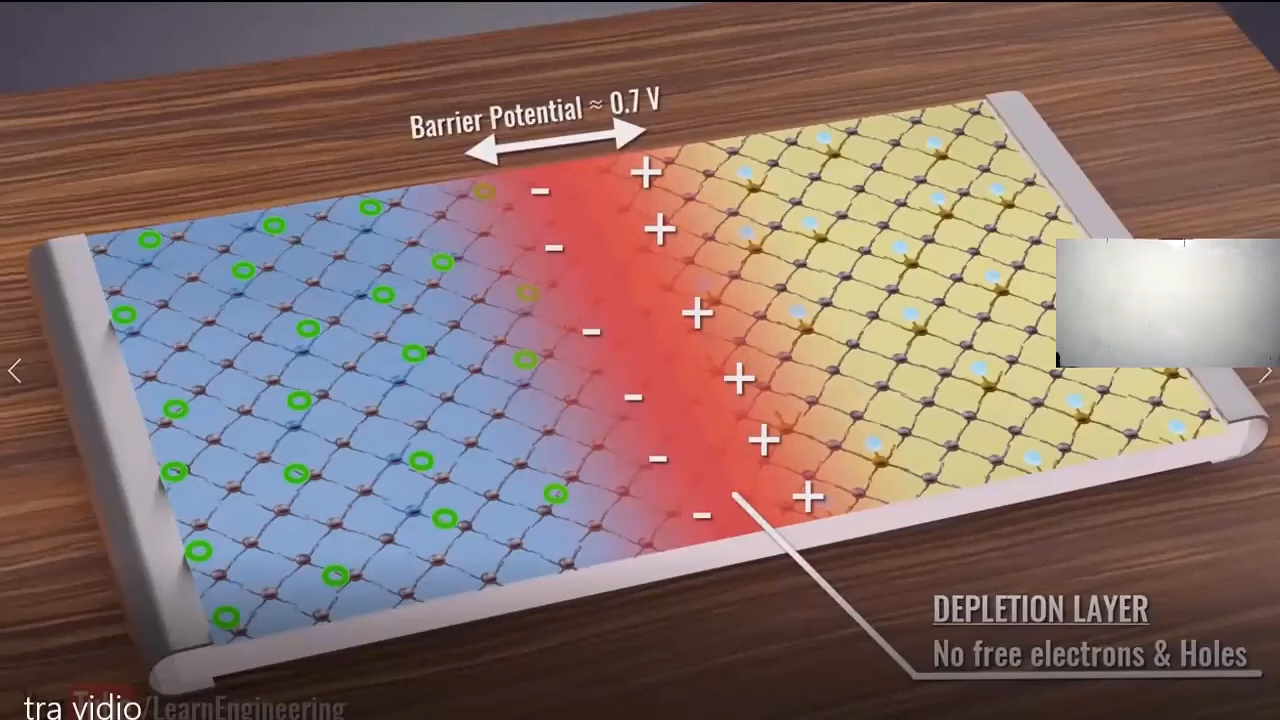 Barrier Potential ≈ 0.7 V
- +
- +
- +
- +
- +
- +
DEPLETION LAYER
No free electrons & Holes
/LearnEngineering
tra vidio